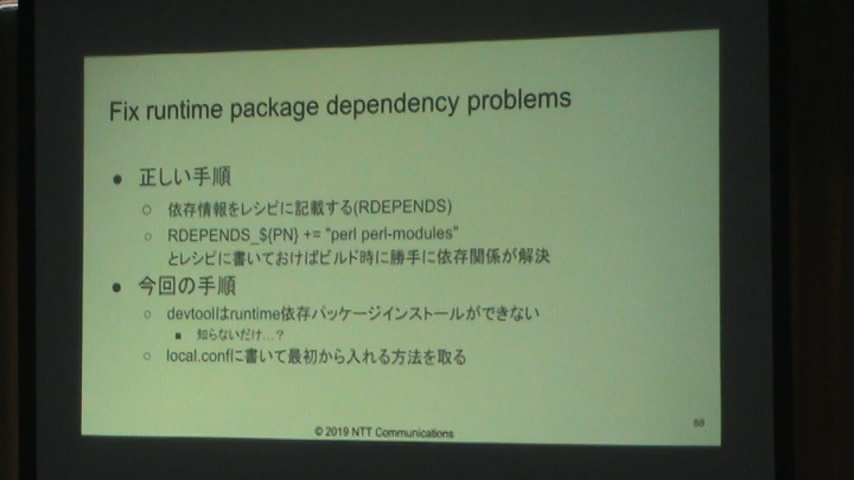 Fix runtime package dependency problems
● 正しい手順
○ 依存情報をレシピに記載する(RDEPENDS)
○ RDEPENDS_${PN} += "perl perl-modules"
とレシピに書いておけばビルド時に勝手に依存関係が解決
● 今回の手順
○ devtoolはruntime依存パッケージインストールができない
■ 知らないだけ…？
○ local.confに書いて最初から入れる方法を取る
© 2019 NTT Communications